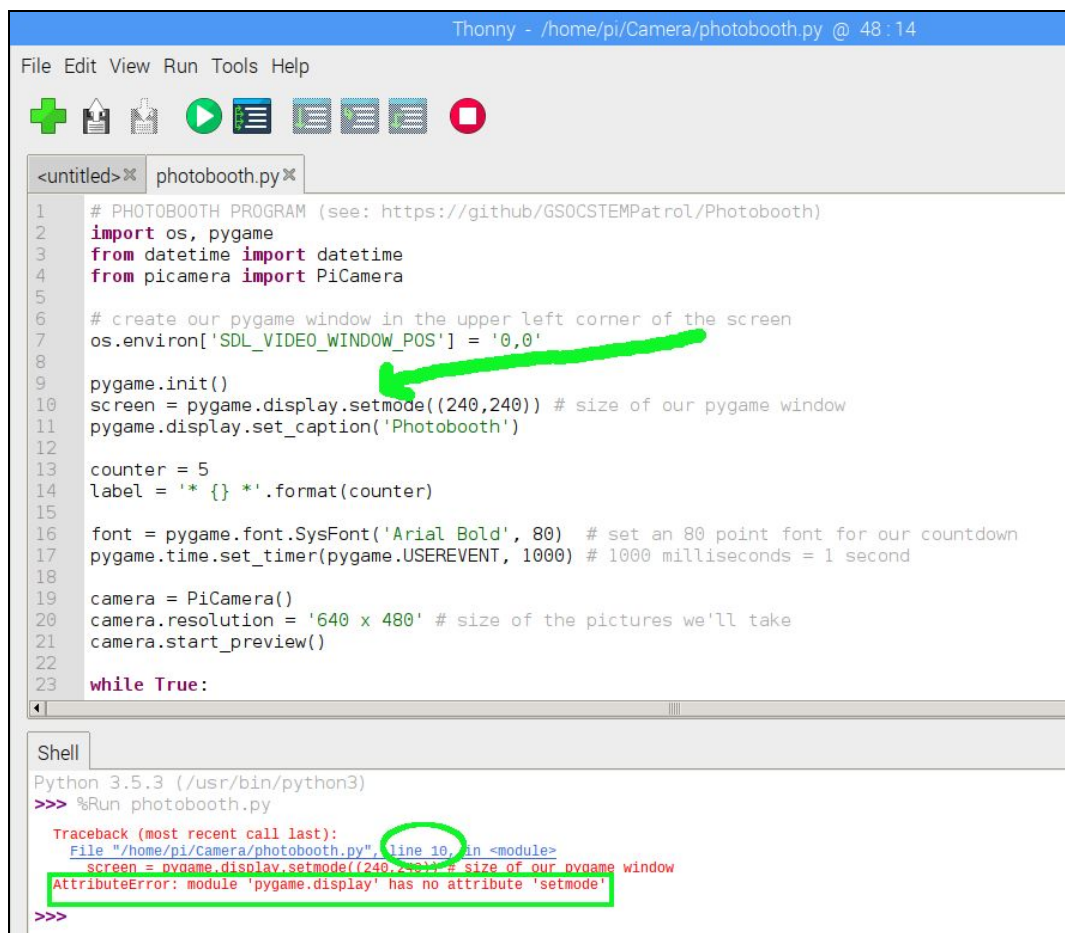 Thonny - /home/pi/Camera/photobooth.py @ 48:14
File Edit View Run Tools Help
<untitled> photobooth.py
1 # PHOTOBOOTH PROGRAM (see: https://github/GSOCSTEMPatrol/Photobooth)
2 import os, pygame
3 from datetime import datetime
4 from picamera import PiCamera
5
6 # create our pygame window in the upper left corner of the screen
7 os.environ['SDL_VIDEO_WINDOW_POS'] = '0,0'
8
9 pygame.init()
10 screen = pygame.display.setmode((240,240)) # size of our pygame window
11 pygame.display.set_caption('Photobooth')
12
13 counter = 5
14 label = '* {} *'.format(counter)
15
16 font = pygame.font.SysFont('Arial Bold', 80) # set an 80 point font for our countdown
17 pygame.time.set_timer(pygame.USEREVENT, 1000) # 1000 milliseconds = 1 second
18
19 camera = PiCamera()
20 camera.resolution = '640 x 480' # size of the pictures we'll take
21 camera.start_preview()
22
23 while True:
Shell
Python 3.5.3 (/usr/bin/python3)
>>> %Run photobooth.py
Traceback (most recent call last):
File "/home/pi/Camera/photobooth.py", line 10, in <module>
screen = pygame.display.setmode((240,240)) # size of our pygame window
AttributeError: module 'pygame.display' has no attribute 'setmode'
>>>